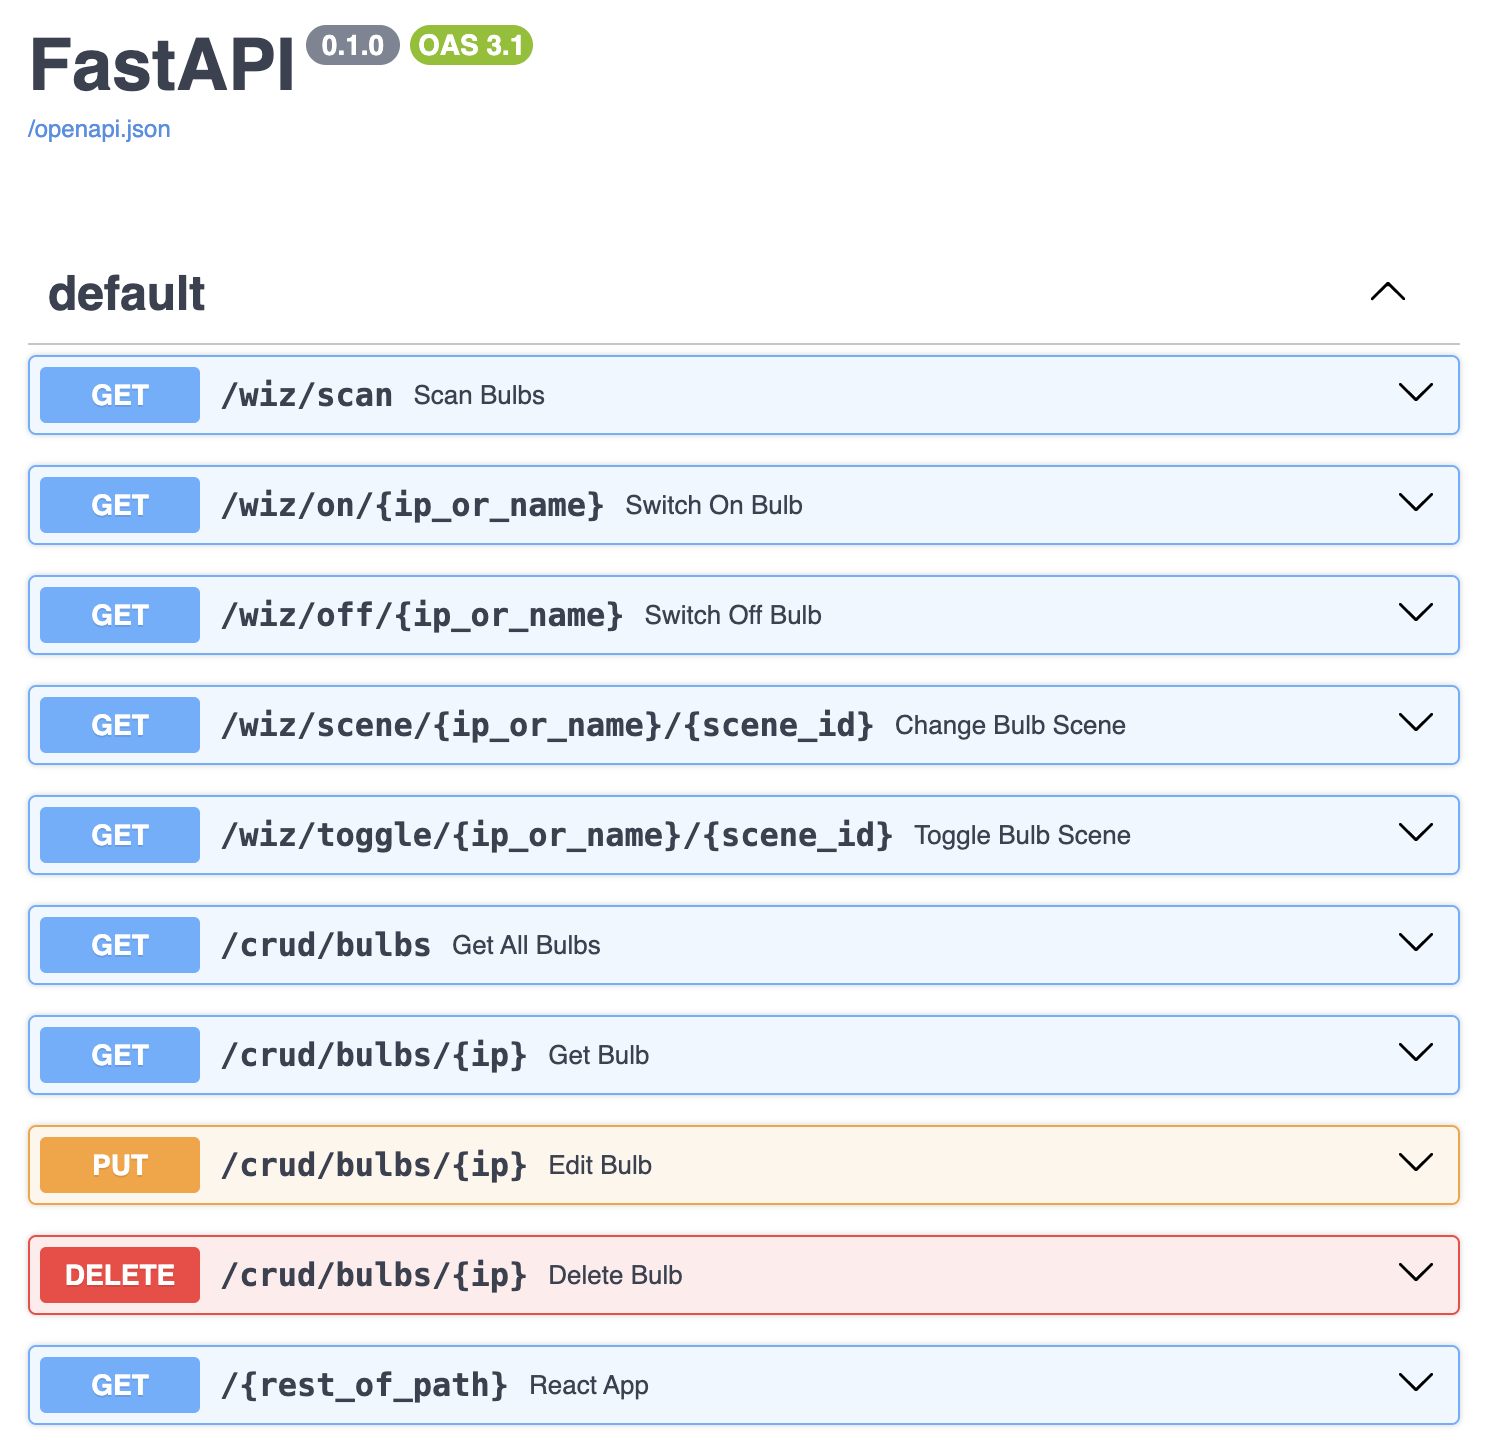 FastAPI 0.1.0 OAS 3.1
/openapi.json
default
GET /wiz/scan Scan Bulbs
GET /wiz/on/{ip_or_name} Switch On Bulb
GET /wiz/off/{ip_or_name} Switch Off Bulb
GET /wiz/scene/{ip_or_name}/{scene_id} Change Bulb Scene
GET /wiz/toggle/{ip_or_name}/{scene_id} Toggle Bulb Scene
GET /crud/bulbs Get All Bulbs
GET /crud/bulbs/{ip} Get Bulb
PUT /crud/bulbs/{ip} Edit Bulb
DELETE /crud/bulbs/{ip} Delete Bulb
GET /{rest_of_path} React App